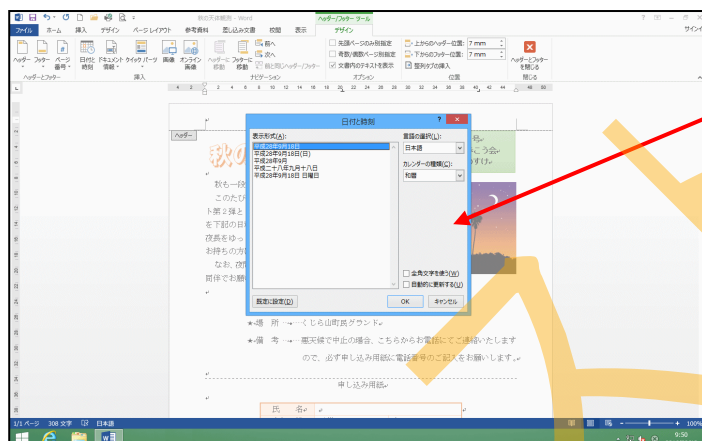 秋の天体観測 - Word
ヘッダー/フッター ツール
サインイン
ファイル ホーム 挿入 デザイン ページ レイアウト 参考資料 差し込み文書 校閲 表示 デザイン
ヘッダー フッター ページ番号 日付と時刻 ドキュメント情報 クイック パーツ 画像 オンライン画像 ヘッダーに移動 フッターに移動
前へ
次へ
前と同じヘッダー/フッター
先頭ページのみ別指定
奇数/偶数ページ別指定
文書内のテキストを表示
上からのヘッダー位置: 7 mm
下からのフッター位置: 7 mm
整列タブの挿入
ヘッダーとフッターを閉じる
ヘッダーとフッター 挿入 ナビゲーション オプション 位置 閉じる
ヘッダー
日付と時刻
表示形式(A):
平成28年9月18日
平成28年9月18日(日)
平成28年9月
平成二十八年九月十八日
平成28年9月18日 日曜日
言語の選択(L):
日本語
カレンダーの種類(C):
和暦
全角文字を使う(W)
自動的に更新する(U)
既定に設定(D)
OK キャンセル
秋の
秋も一段
このたび
ト第2弾と
を下記の日
夜長をゆっ
お持ちの方
なお、夜間
同伴でお願
★場 所 くじら山町民グランド
★備 考 悪天候で中止の場合、こちらからお電話にてご連絡いたします
ので、必ず申し込み用紙に電話番号のご記入をお願いします。
申し込み用紙
氏 名
1/1 ページ 308 文字 日本語
100%
9:50